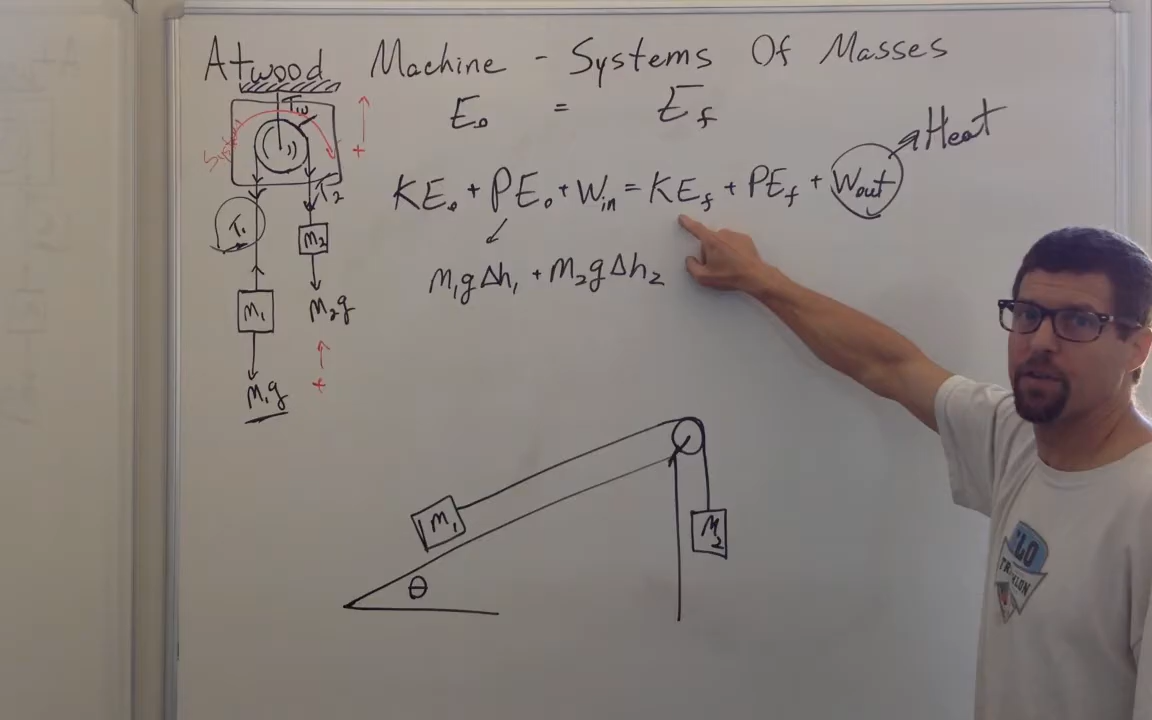 Atwood Machine - Systems Of Masses
E₀ = E_f
Heat
KE₀ + PE₀ + W_in = KE_f + PE_f + W_out
m₁gΔh₁ + m₂gΔh₂
System
+
T₂
T₁
m₂
m₁
m₂g
+
m₁g
m₁
M₂
θ